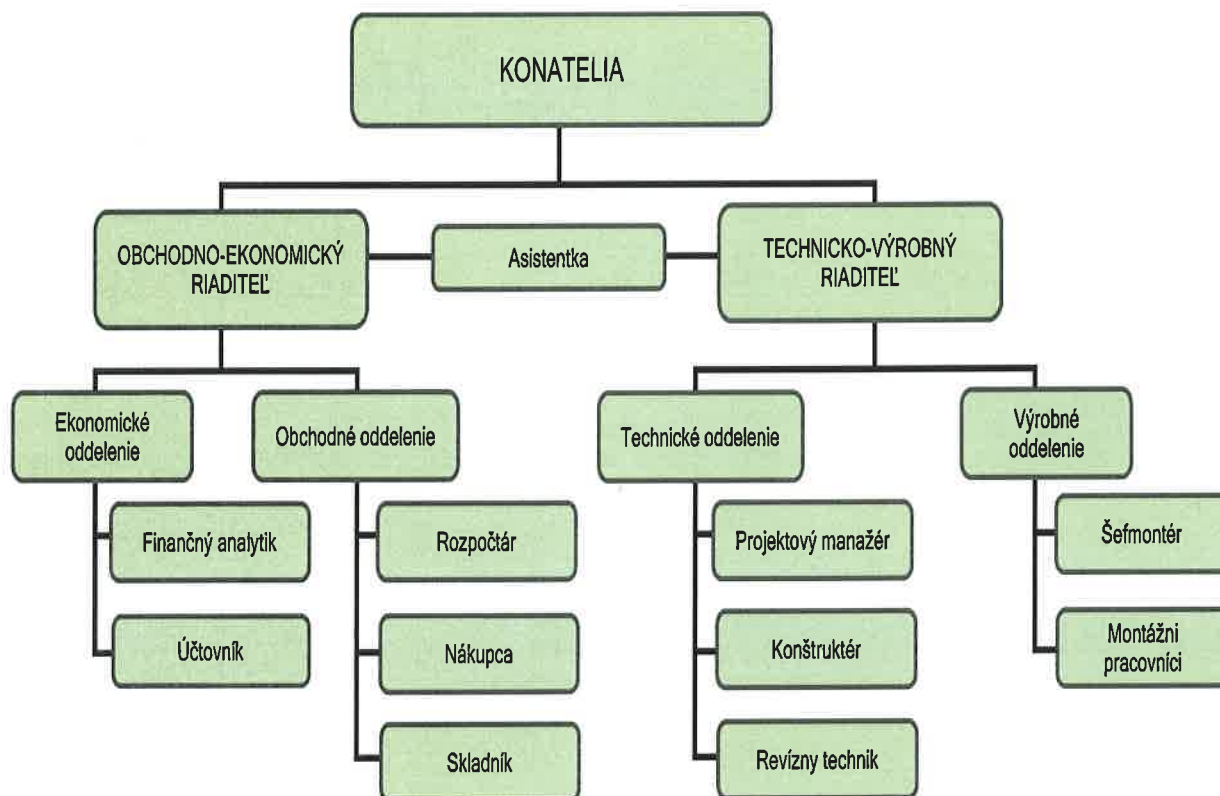 KONATELIA
OBCHODNO-EKONOMICKÝ
RIADITEĽ
Asistentka
TECHNICKO-VÝROBNÝ
RIADITEĽ
Ekonomické
oddelenie
Obchodné oddelenie
Technické oddelenie
Výrobné
oddelenie
Finančný analytik
Rozpočtár
Projektový manažér
Šefmontér
Účtovník
Nákupca
Konštruktér
Montážni
pracovníci
Skladník
Revízny technik